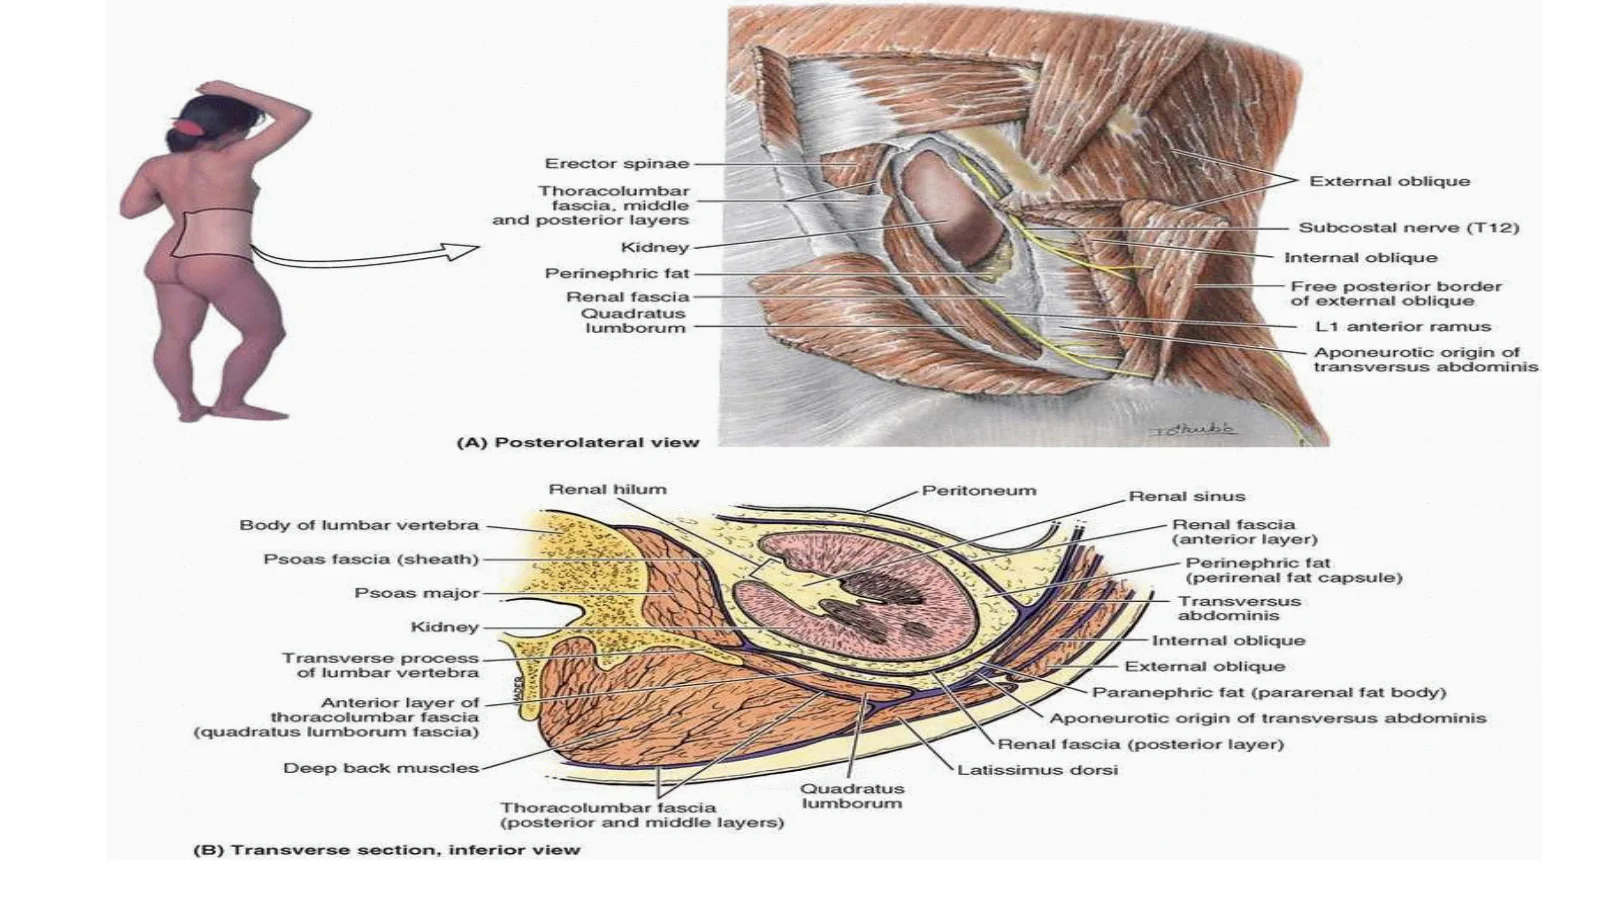 Erector spinae
Thoracolumbar
fascia, middle
and posterior layers
Kidney
Perinephric fat
Renal fascia
Quadratus
lumborum
External oblique
Subcostal nerve (T12)
Internal oblique
Free posterior border
of external oblique
L1 anterior ramus
Aponeurotic origin of
transversus abdominis
(A) Posterolateral view
Renal hilum
Body of lumbar vertebra
Psoas fascia (sheath)
Psoas major
Kidney
Transverse process
of lumbar vertebra
Anterior layer of
thoracolumbar fascia
(quadratus lumborum fascia)
Deep back muscles
Thoracolumbar fascia
(posterior and middle layers)
Quadratus
lumborum
Peritoneum
Renal sinus
Renal fascia
(anterior layer)
Perinephric fat
(perirenal fat capsule)
Transversus
abdominis
Internal oblique
External oblique
Paranephric fat (pararenal fat body)
Aponeurotic origin of transversus abdominis
Renal fascia (posterior layer)
Latissimus dorsi
(B) Transverse section, inferior view